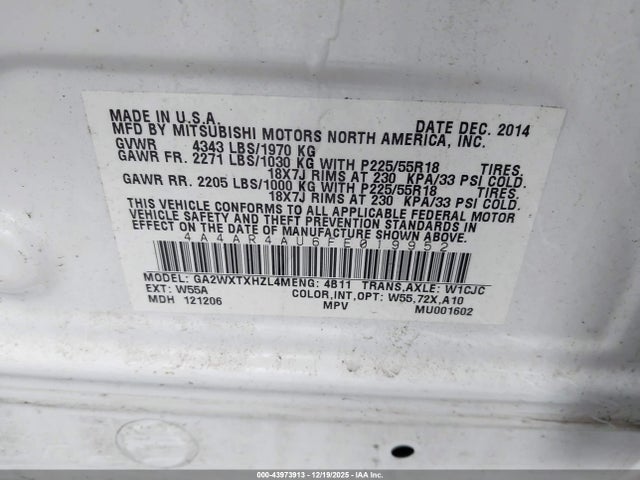 MADE IN U.S.A. DATE DEC. 2014
MFD BY MITSUBISHI MOTORS NORTH AMERICA, INC.
GVWR 4343 LBS/1970 KG
GAWR FR. 2271 LBS/1030 KG WITH P225/55R18 TIRES,
18X7J RIMS AT 230 KPA/33 PSI COLD.
GAWR RR. 2205 LBS/1000 KG WITH P225/55R18 TIRES,
18X7J RIMS AT 230 KPA/33 PSI COLD.
THIS VEHICLE CONFORMS TO ALL APPLICABLE FEDERAL MOTOR
VEHICLE SAFETY AND THEFT PREVENTION STANDARDS IN EFFECT
ON THE DATE OF MANUFACTURE SHOWN ABOVE.
4A4AR4AU6FE019952
MODEL: GA2WXTXHZL4M ENG: 4B11 TRANS,AXLE: W1CJC
EXT: W55A COLOR,INT,OPT: W55,72X,A10
MDH 121206 MPV MU001602
000-43973913 - 12/19/2025 - IAA Inc.